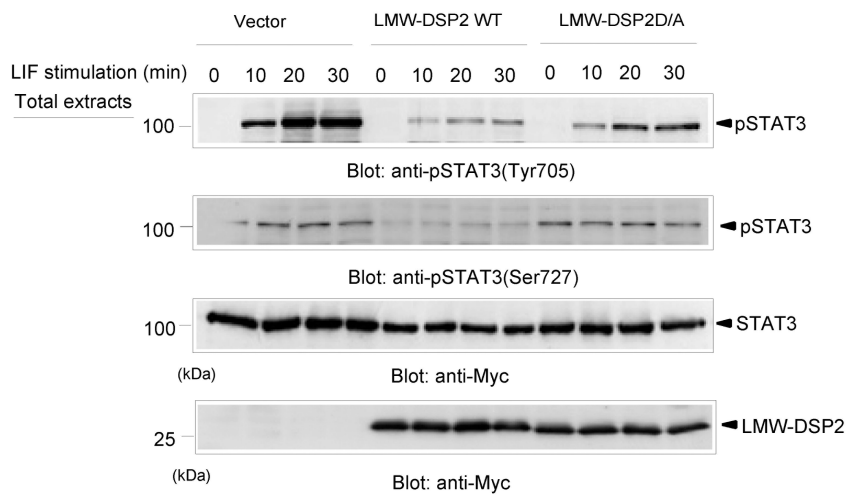 Vector LMW-DSP2 WT LMW-DSP2D/A
LIF stimulation (min) 0 10 20 30 0 10 20 30 0 10 20 30
Total extracts
100 pSTAT3
Blot: anti-pSTAT3(Tyr705)
100 pSTAT3
Blot: anti-pSTAT3(Ser727)
100 STAT3
(kDa) Blot: anti-Myc
25 LMW-DSP2
(kDa) Blot: anti-Myc